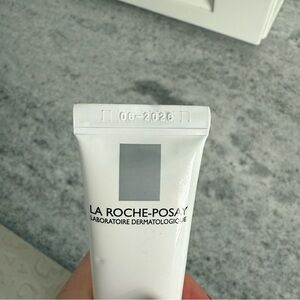 06-2026
LA ROCHE-POSAY
LABORATOIRE DERMATOLOGIQUE